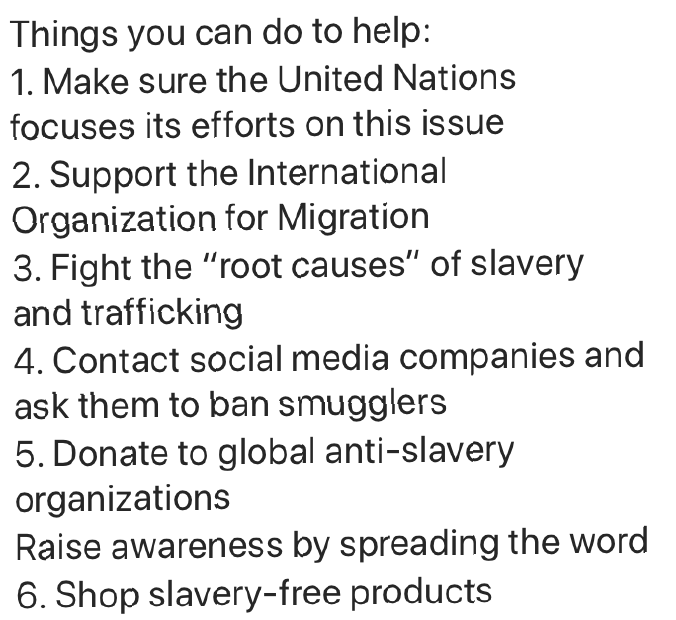 Things you can do to help:
1. Make sure the United Nations
focuses its efforts on this issue
2. Support the International
Organization for Migration
3. Fight the “root causes” of slavery
and trafficking
4. Contact social media companies and
ask them to ban smugglers
5. Donate to global anti-slavery
organizations
Raise awareness by spreading the word
6. Shop slavery-free products